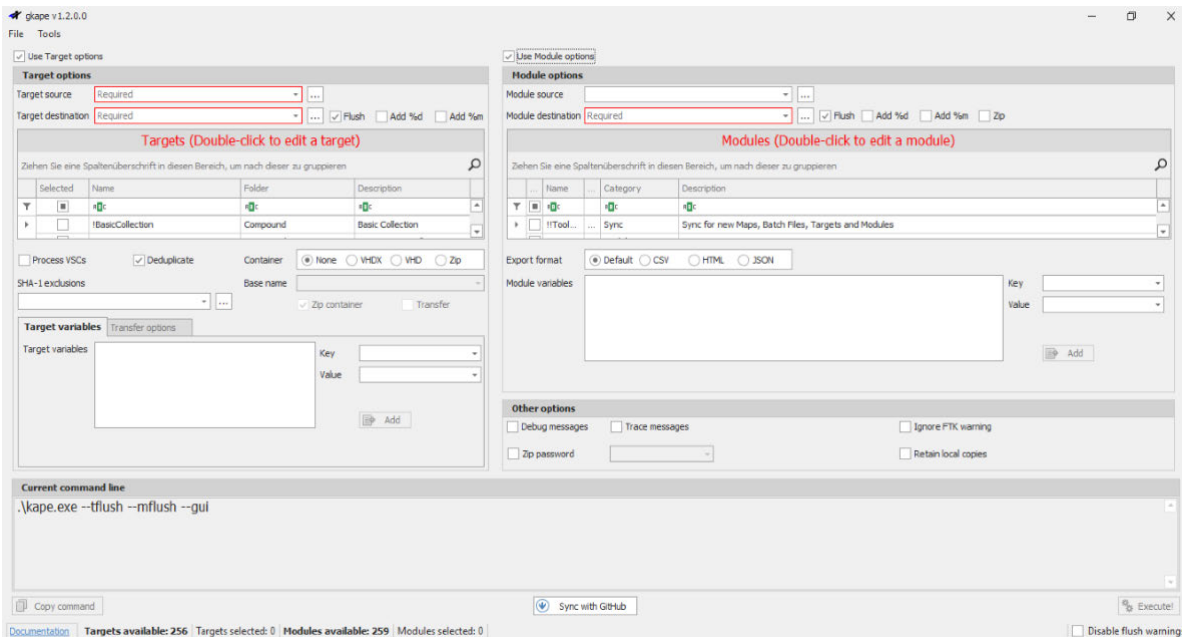 gkape v1.2.0.0
File Tools
Use Target options
Target options
Target source Required ...
Target destination Required ... Flush Add %d Add %m
Targets (Double-click to edit a target)
Ziehen Sie eine Spaltenüberschrift in diesen Bereich, um nach dieser zu gruppieren
Selected Name Folder Description
!BasicCollection Compound Basic Collection
Process VSCs Deduplicate Container None VHDX VHD Zip
SHA-1 exclusions Base name
... Zip container Transfer
Target variables Transfer options
Target variables Key
Value
Add
Use Module options
Module options
Module source ...
Module destination Required ... Flush Add %d Add %m Zip
Modules (Double-click to edit a module)
Ziehen Sie eine Spaltenüberschrift in diesen Bereich, um nach dieser zu gruppieren
... Name ... Category Description
!!Tool... ... Sync Sync for new Maps, Batch Files, Targets and Modules
Export format Default CSV HTML JSON
Module variables Key
Value
Add
Other options
Debug messages Trace messages Ignore FTK warning
Zip password Retain local copies
Current command line
.\kape.exe --tflush --mflush --gui
Copy command Sync with GitHub Execute!
Documentation Targets available: 256 Targets selected: 0 Modules available: 259 Modules selected: 0 Disable flush warning